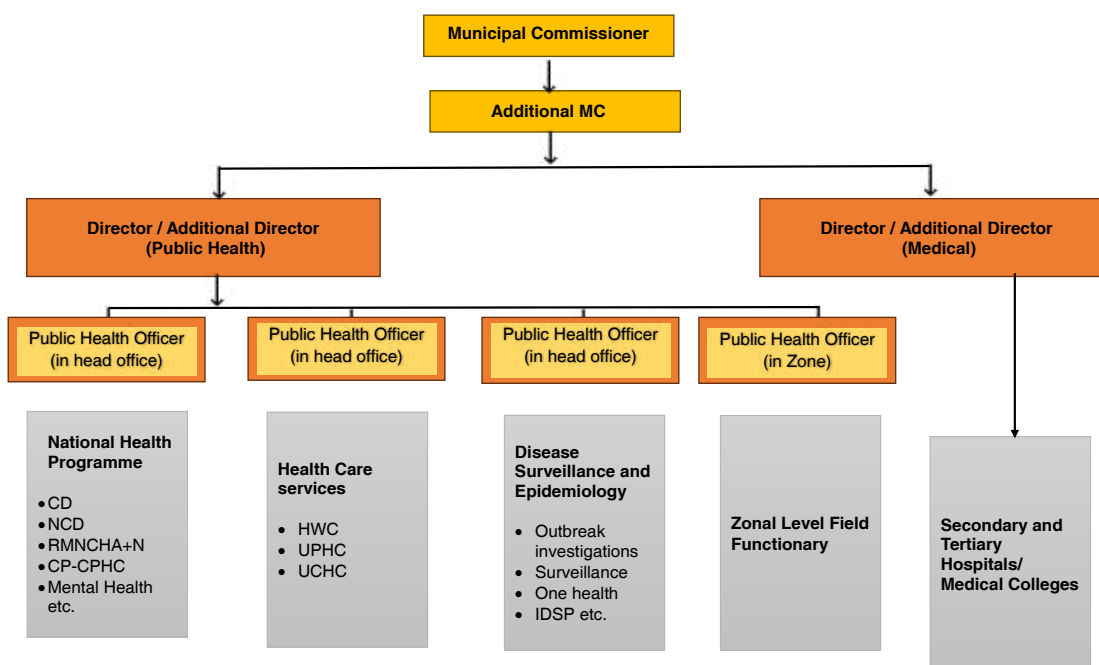 Municipal Commissioner
Additional MC
Director / Additional Director
(Public Health)
Director / Additional Director
(Medical)
Public Health Officer
(in head office)
Public Health Officer
(in head office)
Public Health Officer
(in head office)
Public Health Officer
(in Zone)
National Health
Programme
• CD
• NCD
• RMNCHA+N
• CP-CPHC
• Mental Health
etc.
Health Care
services
• HWC
• UPHC
• UCHC
Disease
Surveillance and
Epidemiology
• Outbreak
investigations
• Surveillance
• One health
• IDSP etc.
Zonal Level Field
Functionary
Secondary and
Tertiary
Hospitals/
Medical Colleges